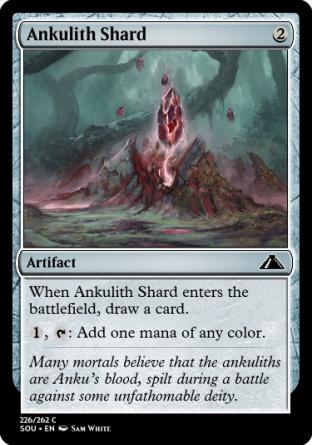 Ankulith Shard 2
Artifact
When Ankulith Shard enters the
battlefield, draw a card.
1, : Add one mana of any color.
Many mortals believe that the ankuliths
are Anku's blood, spilt during a battle
against some unfathomable deity.
226/262 C
SOU • EN Sam White